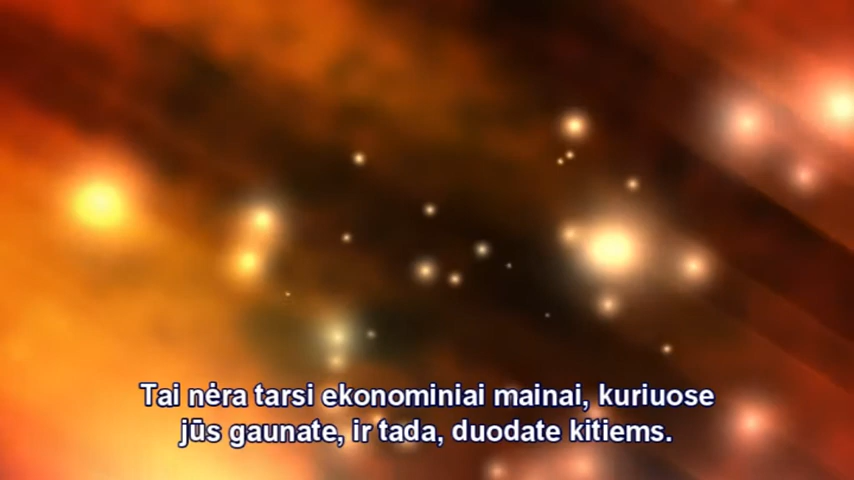 Tai nėra tarsi ekonominiai mainai, kuriuose
jūs gaunate, ir tada, duodate kitiems.